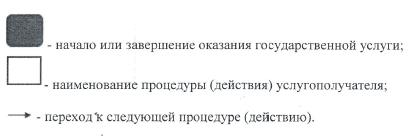 - начало или завершение оказания государственной услуги;
- наименование процедуры (действия) услугополучателя;
- переход к следующей процедуре (действию).